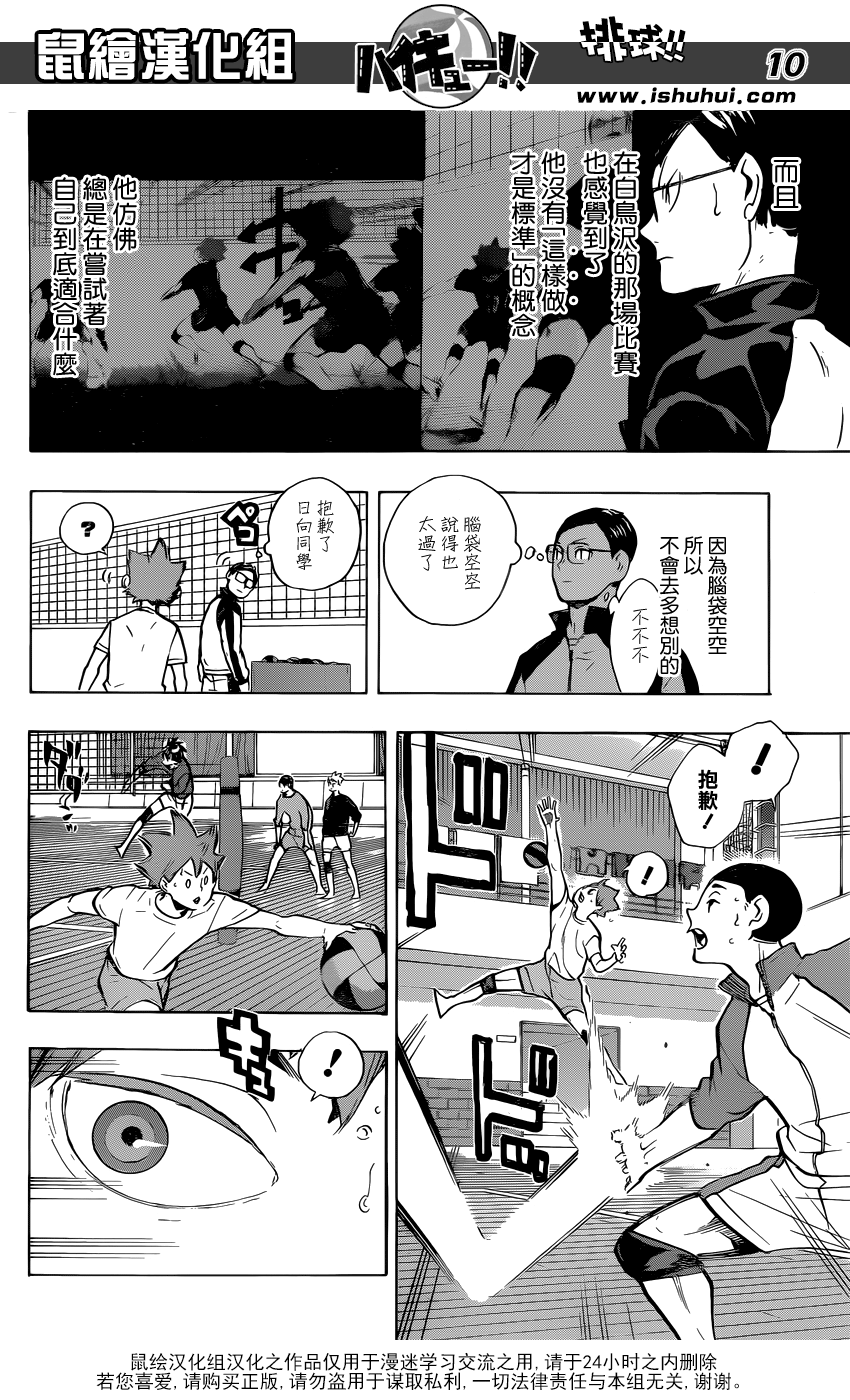 鼠繪漢化組
ハイキュー!!
排球!!
10
www.ishuhui.com
而且
在白鳥沢的那場比賽
也感覺到了
他沒有「這樣做
才是標準」的概念
他仿佛
總是在嘗試著
自己到底適合什麼
因為腦袋空空
所以
不會去多想別的
不不不
腦袋空空
說得也
太過了
抱歉了
日向同學
ペコ
?
!
抱歉!
!
ダダ
キュ
!
鼠绘汉化组汉化之作品仅用于漫迷学习交流之用,请于24小时之内删除
若您喜爱,请购买正版,请勿盗用于谋取私利,一切法律责任与本组无关,谢谢。